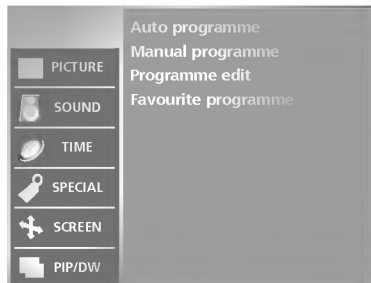 Auto programme
Manual programme
Programme edit
Favourite programme
PICTURE
SOUND
TIME
SPECIAL
SCREEN
PIP/DW